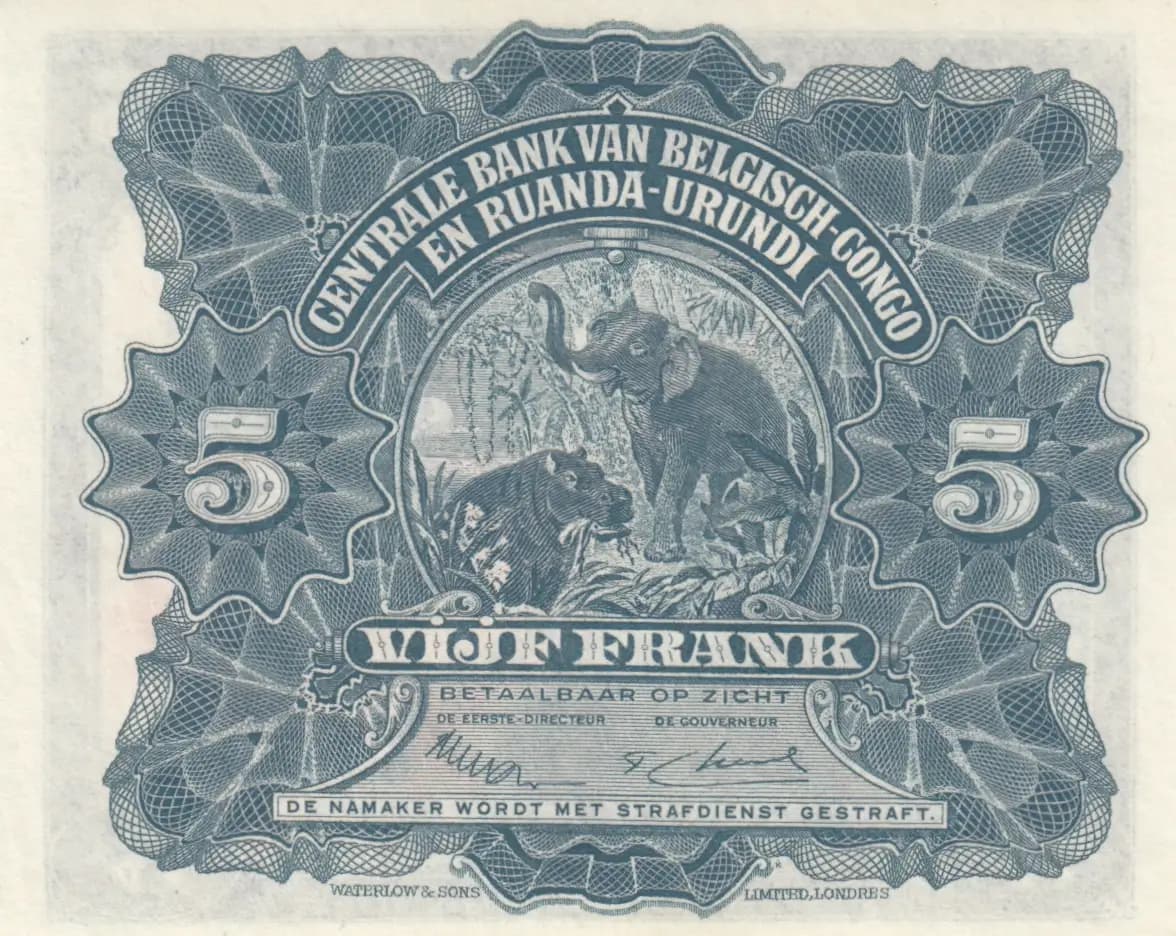 CENTRALE BANK VAN BELGISCH-CONGO
EN RUANDA-URUNDI
5 5
VIJF FRANK
BETAALBAAR OP ZICHT
DE EERSTE-DIRECTEUR DE GOUVERNEUR
DE NAMAKER WORDT MET STRAFDIENST GESTRAFT.
WATERLOW & SONS LIMITED, LONDRES